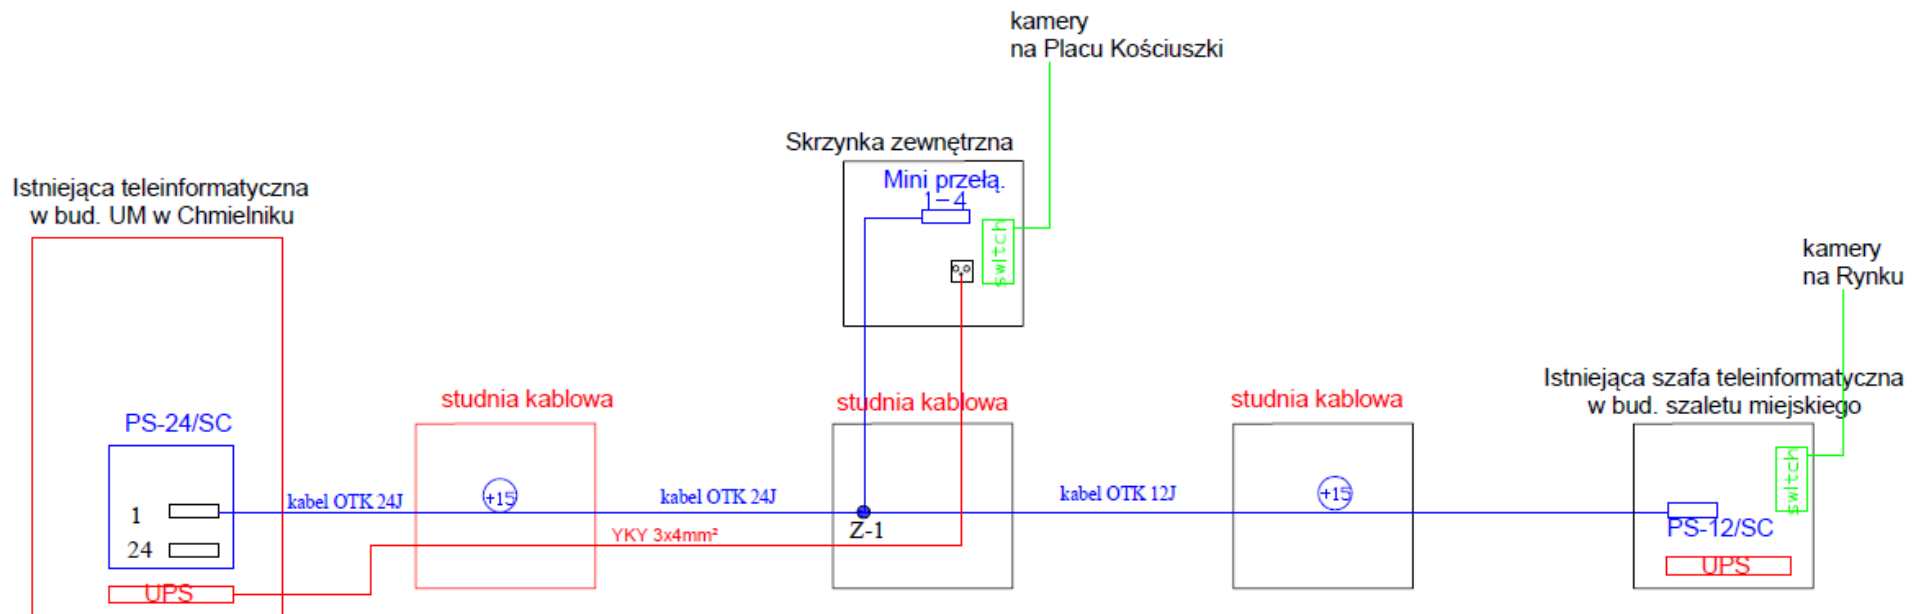 kamery
na Placu Kościuszki
Skrzynka zewnętrzna
Mini przełą.
1-4
switch
Istniejąca teleinformatyczna
w bud. UM w Chmielniku
kamery
na Rynku
Istniejąca szafa teleinformatyczna
w bud. szaletu miejskiego
studnia kablowa
studnia kablowa
studnia kablowa
PS-24/SC
1
24
UPS
kabel OTK 24J
+15
kabel OTK 24J
YKY 3x4mm²
Z-1
kabel OTK 12J
+15
switch
PS-12/SC
UPS